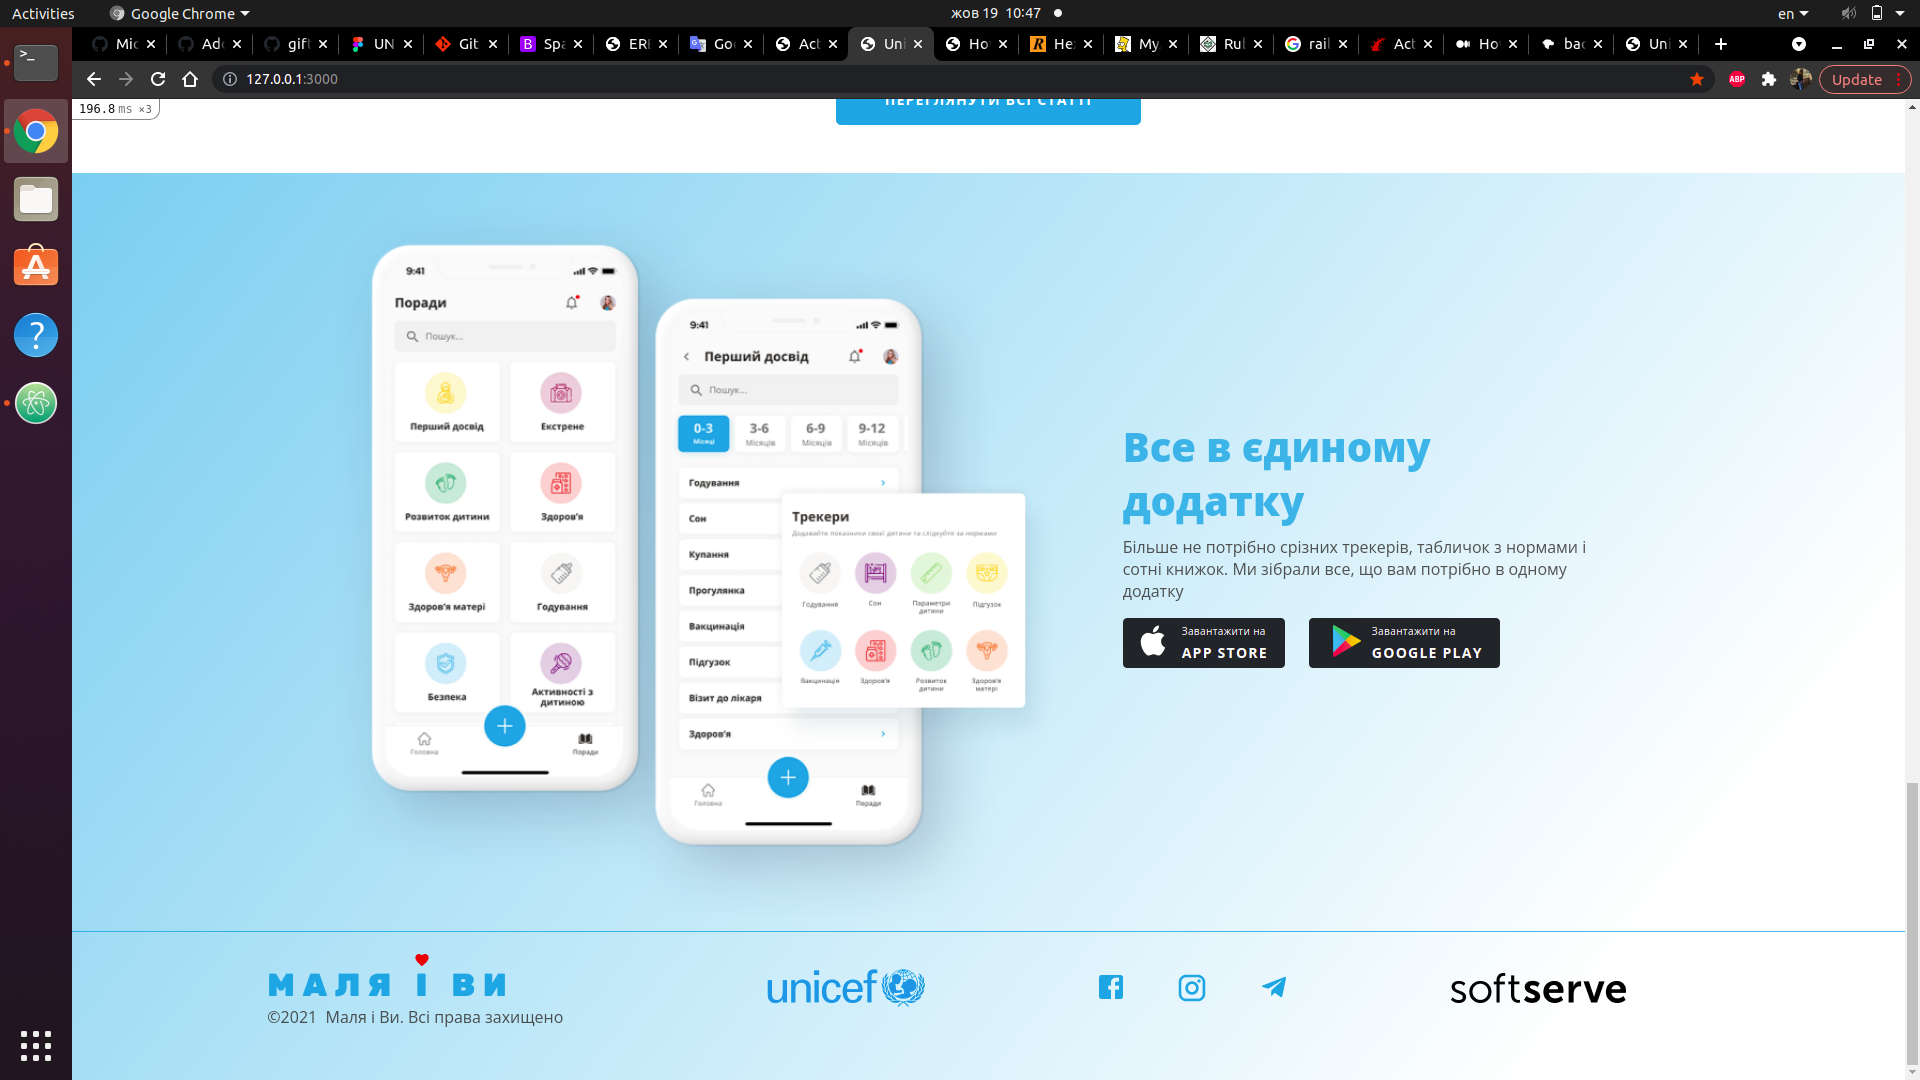 Activities
Google Chrome
жов 19 10:47
en
Mic
Ado
gift
UN
Git
Spa
ERI
Goo
Act
Uni
Ho
Hex
My
Rul
rail
Act
Ho
bac
Uni
127.0.0.1:3000
ABP
Update
196.8 ms ×3
ПЕРЕГЛЯНУТИ ВСІ СТАТТІ
9:41
Поради
Пошук...
Перший досвід
Екстрене
Розвиток дитини
Здоров'я
Здоров'я матері
Годування
Безпека
Активності з
дитиною
Головна
Поради
9:41
Перший досвід
Пошук...
0-3
Місяці
3-6
Місяців
6-9
Місяців
9-12
Місяців
Годування
Сон
Купання
Прогулянка
Вакцинація
Підгузок
Візит до лікаря
Здоров'я
Головна
Поради
Трекери
Додавайте показники своєї дитини та слідкуйте за нормами
Годування
Сон
Параметри
дитини
Підгузок
Вакцинація
Здоров'я
Розвиток
дитини
Здоров'я
матері
Все в єдиному
додатку
Більше не потрібно срізних трекерів, табличок з нормами і
сотні книжок. Ми зібрали все, що вам потрібно в одному
додатку
Завантажити на
APP STORE
Завантажити на
GOOGLE PLAY
МАЛЯ І ВИ
©2021 Маля і Ви. Всі права захищено
unicef
softserve